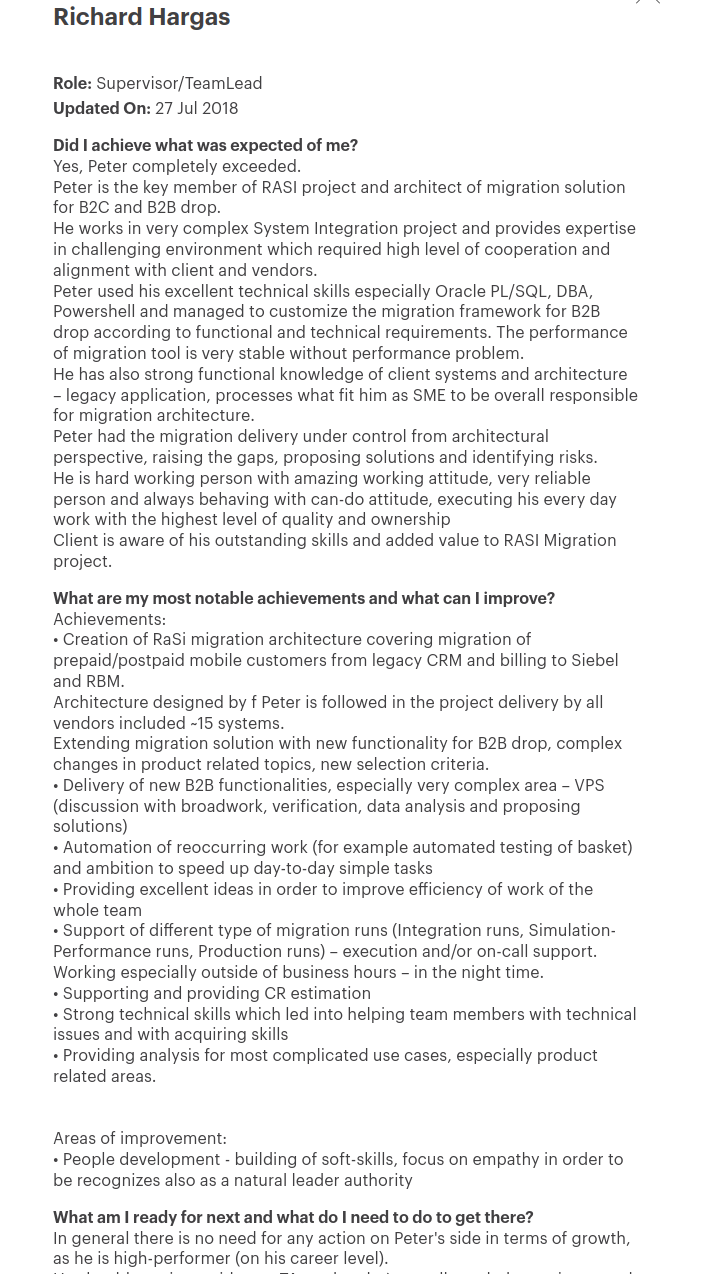 Richard Hargas
Role: Supervisor/TeamLead
Updated On: 27 Jul 2018
Did I achieve what was expected of me?
Yes, Peter completely exceeded.
Peter is the key member of RASI project and architect of migration solution
for B2C and B2B drop.
He works in very complex System Integration project and provides expertise
in challenging environment which required high level of cooperation and
alignment with client and vendors.
Peter used his excellent technical skills especially Oracle PL/SQL, DBA,
Powershell and managed to customize the migration framework for B2B
drop according to functional and technical requirements. The performance
of migration tool is very stable without performance problem.
He has also strong functional knowledge of client systems and architecture
– legacy application, processes what fit him as SME to be overall responsible
for migration architecture.
Peter had the migration delivery under control from architectural
perspective, raising the gaps, proposing solutions and identifying risks.
He is hard working person with amazing working attitude, very reliable
person and always behaving with can-do attitude, executing his every day
work with the highest level of quality and ownership
Client is aware of his outstanding skills and added value to RASI Migration
project.
What are my most notable achievements and what can I improve?
Achievements:
• Creation of RaSi migration architecture covering migration of
prepaid/postpaid mobile customers from legacy CRM and billing to Siebel
and RBM.
Architecture designed by f Peter is followed in the project delivery by all
vendors included ~15 systems.
Extending migration solution with new functionality for B2B drop, complex
changes in product related topics, new selection criteria.
• Delivery of new B2B functionalities, especially very complex area – VPS
(discussion with broadwork, verification, data analysis and proposing
solutions)
• Automation of reoccurring work (for example automated testing of basket)
and ambition to speed up day-to-day simple tasks
• Providing excellent ideas in order to improve efficiency of work of the
whole team
• Support of different type of migration runs (Integration runs, Simulation-
Performance runs, Production runs) – execution and/or on-call support.
Working especially outside of business hours – in the night time.
• Supporting and providing CR estimation
• Strong technical skills which led into helping team members with technical
issues and with acquiring skills
• Providing analysis for most complicated use cases, especially product
related areas.
Areas of improvement:
• People development - building of soft-skills, focus on empathy in order to
be recognizes also as a natural leader authority
What am I ready for next and what do I need to do to get there?
In general there is no need for any action on Peter's side in terms of growth,
as he is high-performer (on his career level).